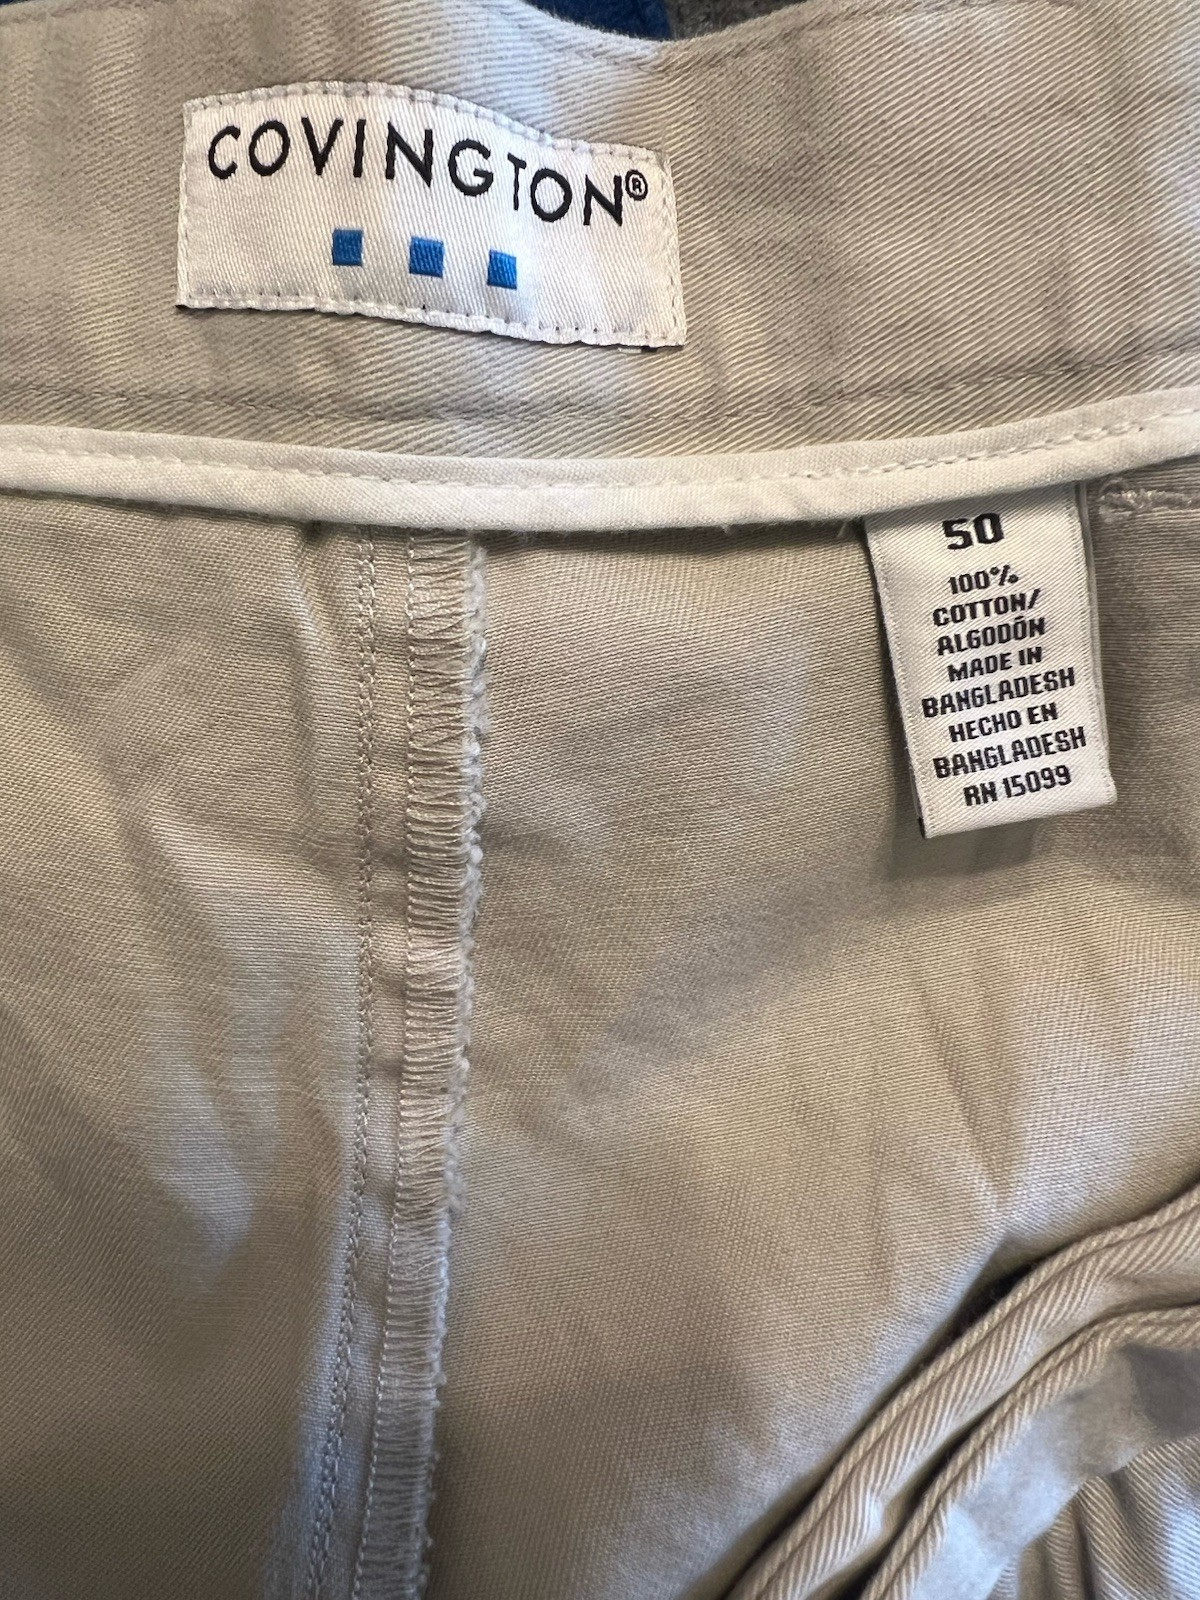 COVINGTON®
50
100%
COTTON/
ALGODÓN
MADE IN
BANGLADESH
HECHO EN
BANGLADESH
RN 15099